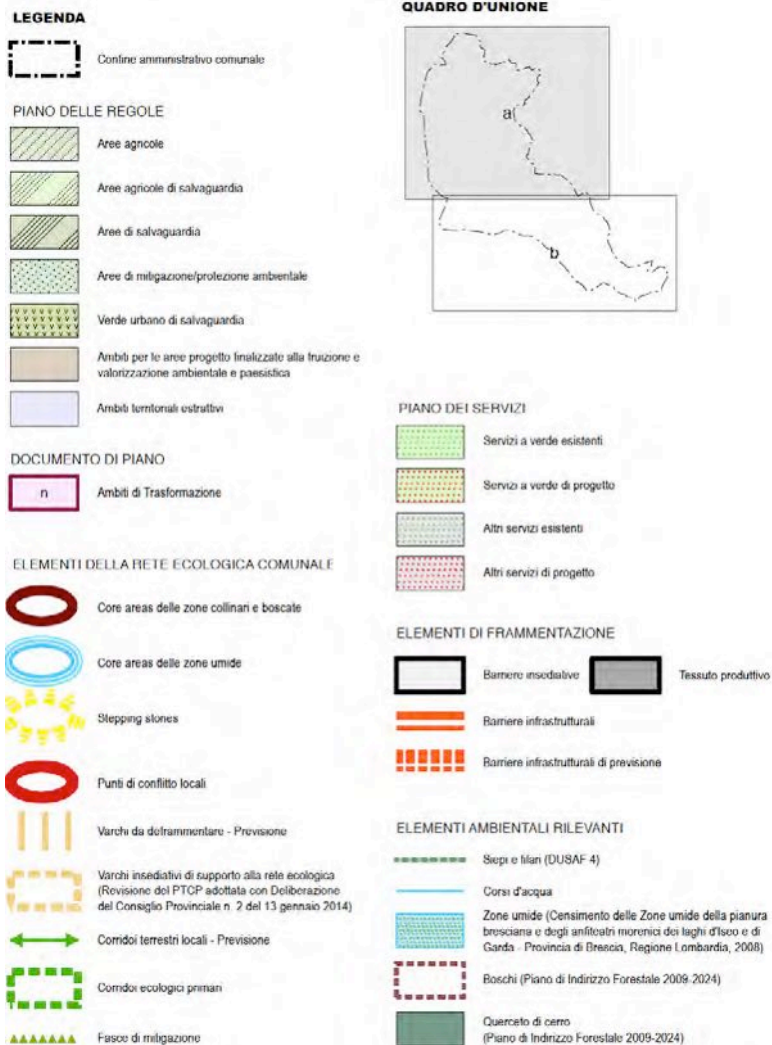 LEGENDA
Confine amministrativo comunale
PIANO DELLE REGOLE
Aree agricole
Aree agricole di salvaguardia
Aree di salvaguardia
Aree di mitigazione/protezione ambientale
Verde urbano di salvaguardia
Ambiti per le aree progetto finalizzate alla fruizione e
valorizzazione ambientale e paesistica
Ambiti territoriali estrattivi
DOCUMENTO DI PIANO
n
Ambiti di Trasformazione
ELEMENTI DELLA RETE ECOLOGICA COMUNALE
Core areas delle zone collinari e boscate
Core areas delle zone umide
Stepping stones
Punti di conflitto locali
Varchi da deframmentare - Previsione
Varchi insediativi di supporto alla rete ecologica
(Revisione del PTCP adottata con Deliberazione
del Consiglio Provinciale n. 2 del 13 gennaio 2014)
Corridoi terrestri locali - Previsione
Corridoi ecologici primari
Fasce di mitigazione
QUADRO D'UNIONE
a
b
PIANO DEI SERVIZI
Servizi a verde esistenti
Servizi a verde di progetto
Altri servizi esistenti
Altri servizi di progetto
ELEMENTI DI FRAMMENTAZIONE
Barriere insediative
Tessuto produttivo
Barriere infrastrutturali
Barriere infrastrutturali di previsione
ELEMENTI AMBIENTALI RILEVANTI
Siepi e filari (DUSAF 4)
Corsi d'acqua
Zone umide (Censimento delle Zone umide della pianura
bresciana e degli anfiteatri morenici dei laghi d'Iseo e di
Garda - Provincia di Brescia, Regione Lombardia, 2008)
Boschi (Piano di Indirizzo Forestale 2009-2024)
Querceto di cerro
(Piano di Indirizzo Forestale 2009-2024)